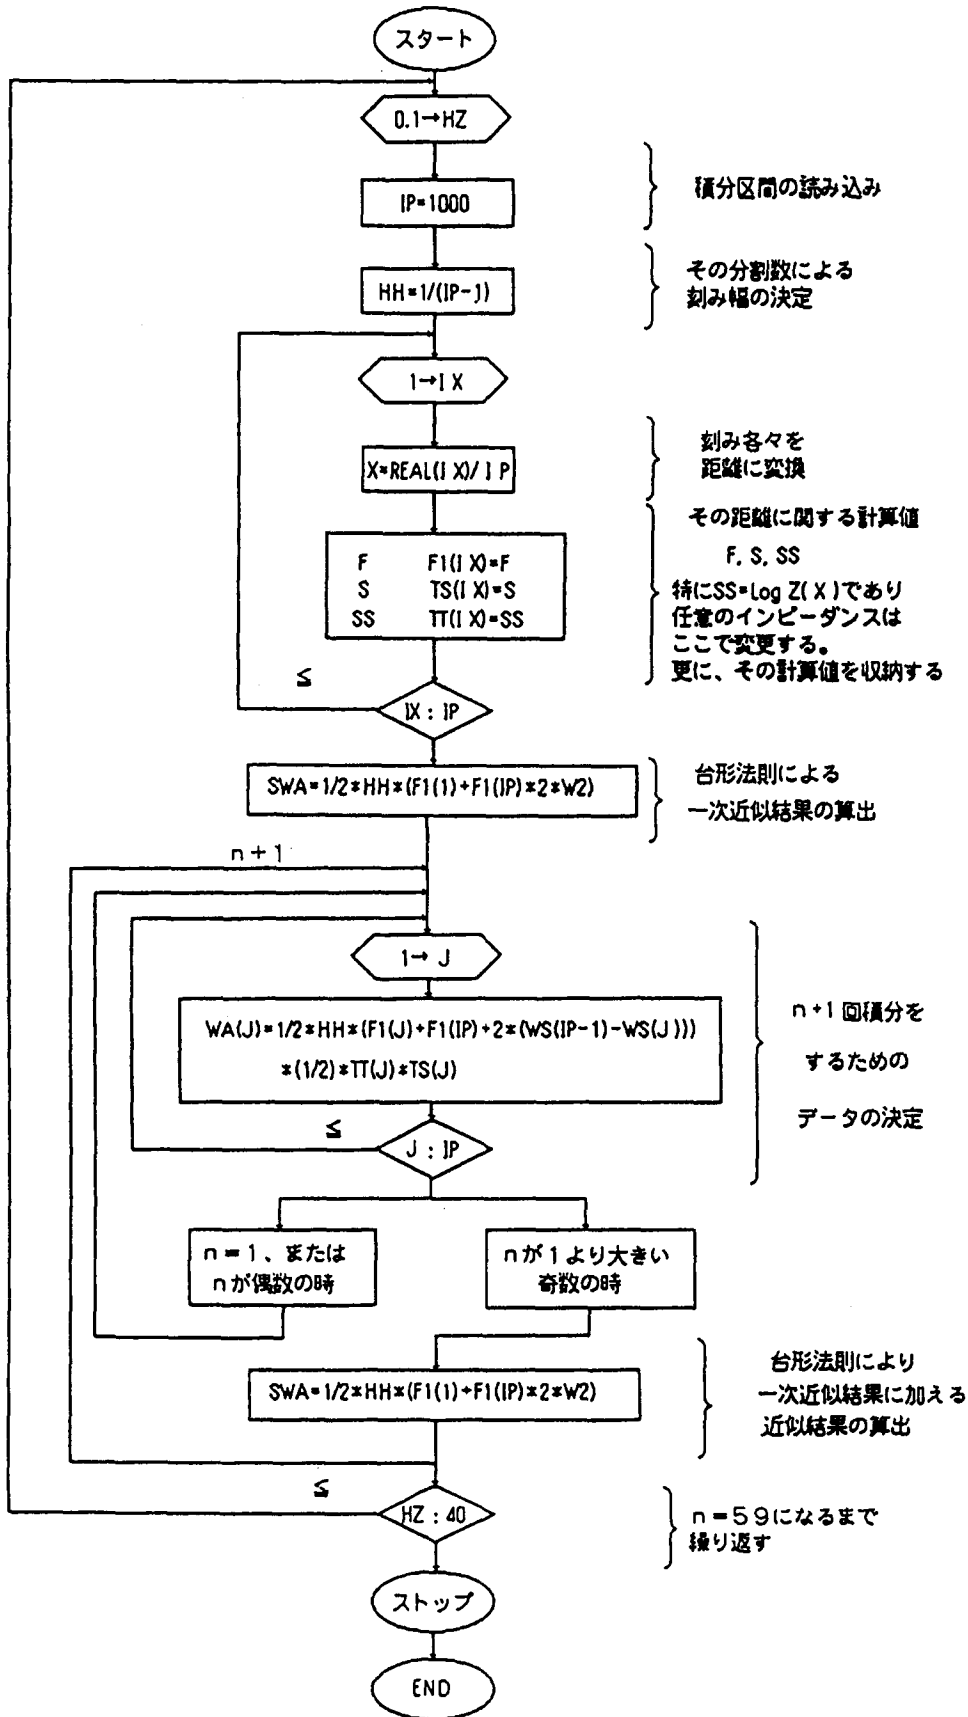 スタート
0.1→HZ
IP=1000
積分区間の読み込み
HH=1/(IP-1)
その分割数による
刻み幅の決定
1→IX
X=REAL(IX)/IP
刻み各々を
距離に変換
F F1(IX)=F
S TS(IX)=S
SS TT(IX)=SS
その距離に関する計算値
F, S, SS
特にSS=Log Z(X)であり
任意のインピーダンスは
ここで変更する。
更に、その計算値を収納する
≦
IX : IP
SWA=1/2*HH*(F1(1)+F1(IP)*2*W2)
台形法則による
一次近似結果の算出
n+1
1→J
WA(J)=1/2*HH*(F1(J)+F1(IP)+2*(WS(IP-1)-WS(J)))
*(1/2)*TT(J)*TS(J)
n+1回積分を
するための
データの決定
≦
J : IP
n=1、または
nが偶数の時
nが1より大きい
奇数の時
SWA=1/2*HH*(F1(1)+F1(IP)*2*W2)
台形法則により
一次近似結果に加える
近似結果の算出
≦
HZ : 40
n=59になるまで
繰り返す
ストップ
END